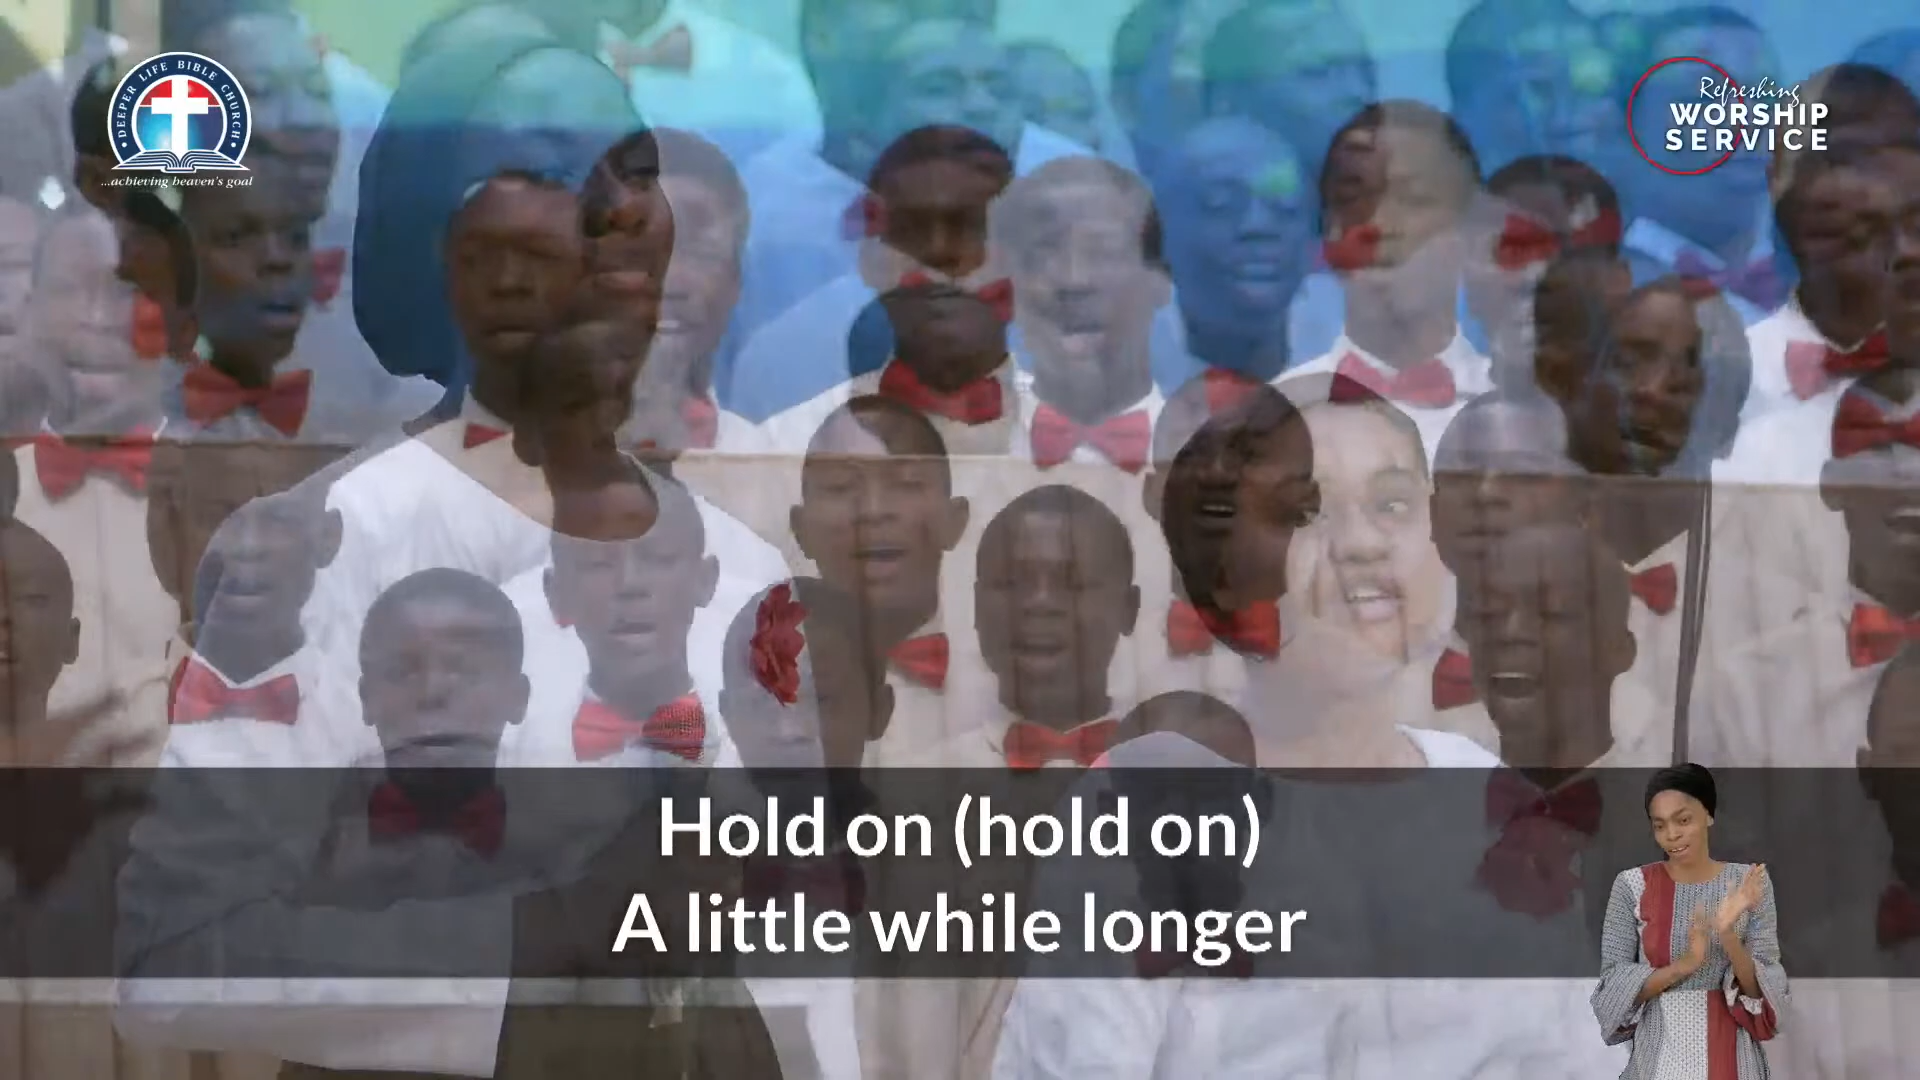 DEEPER LIFE BIBLE CHURCH
...achieving heaven's goal
Refreshing
WORSHIP
SERVICE
Hold on (hold on)
A little while longer